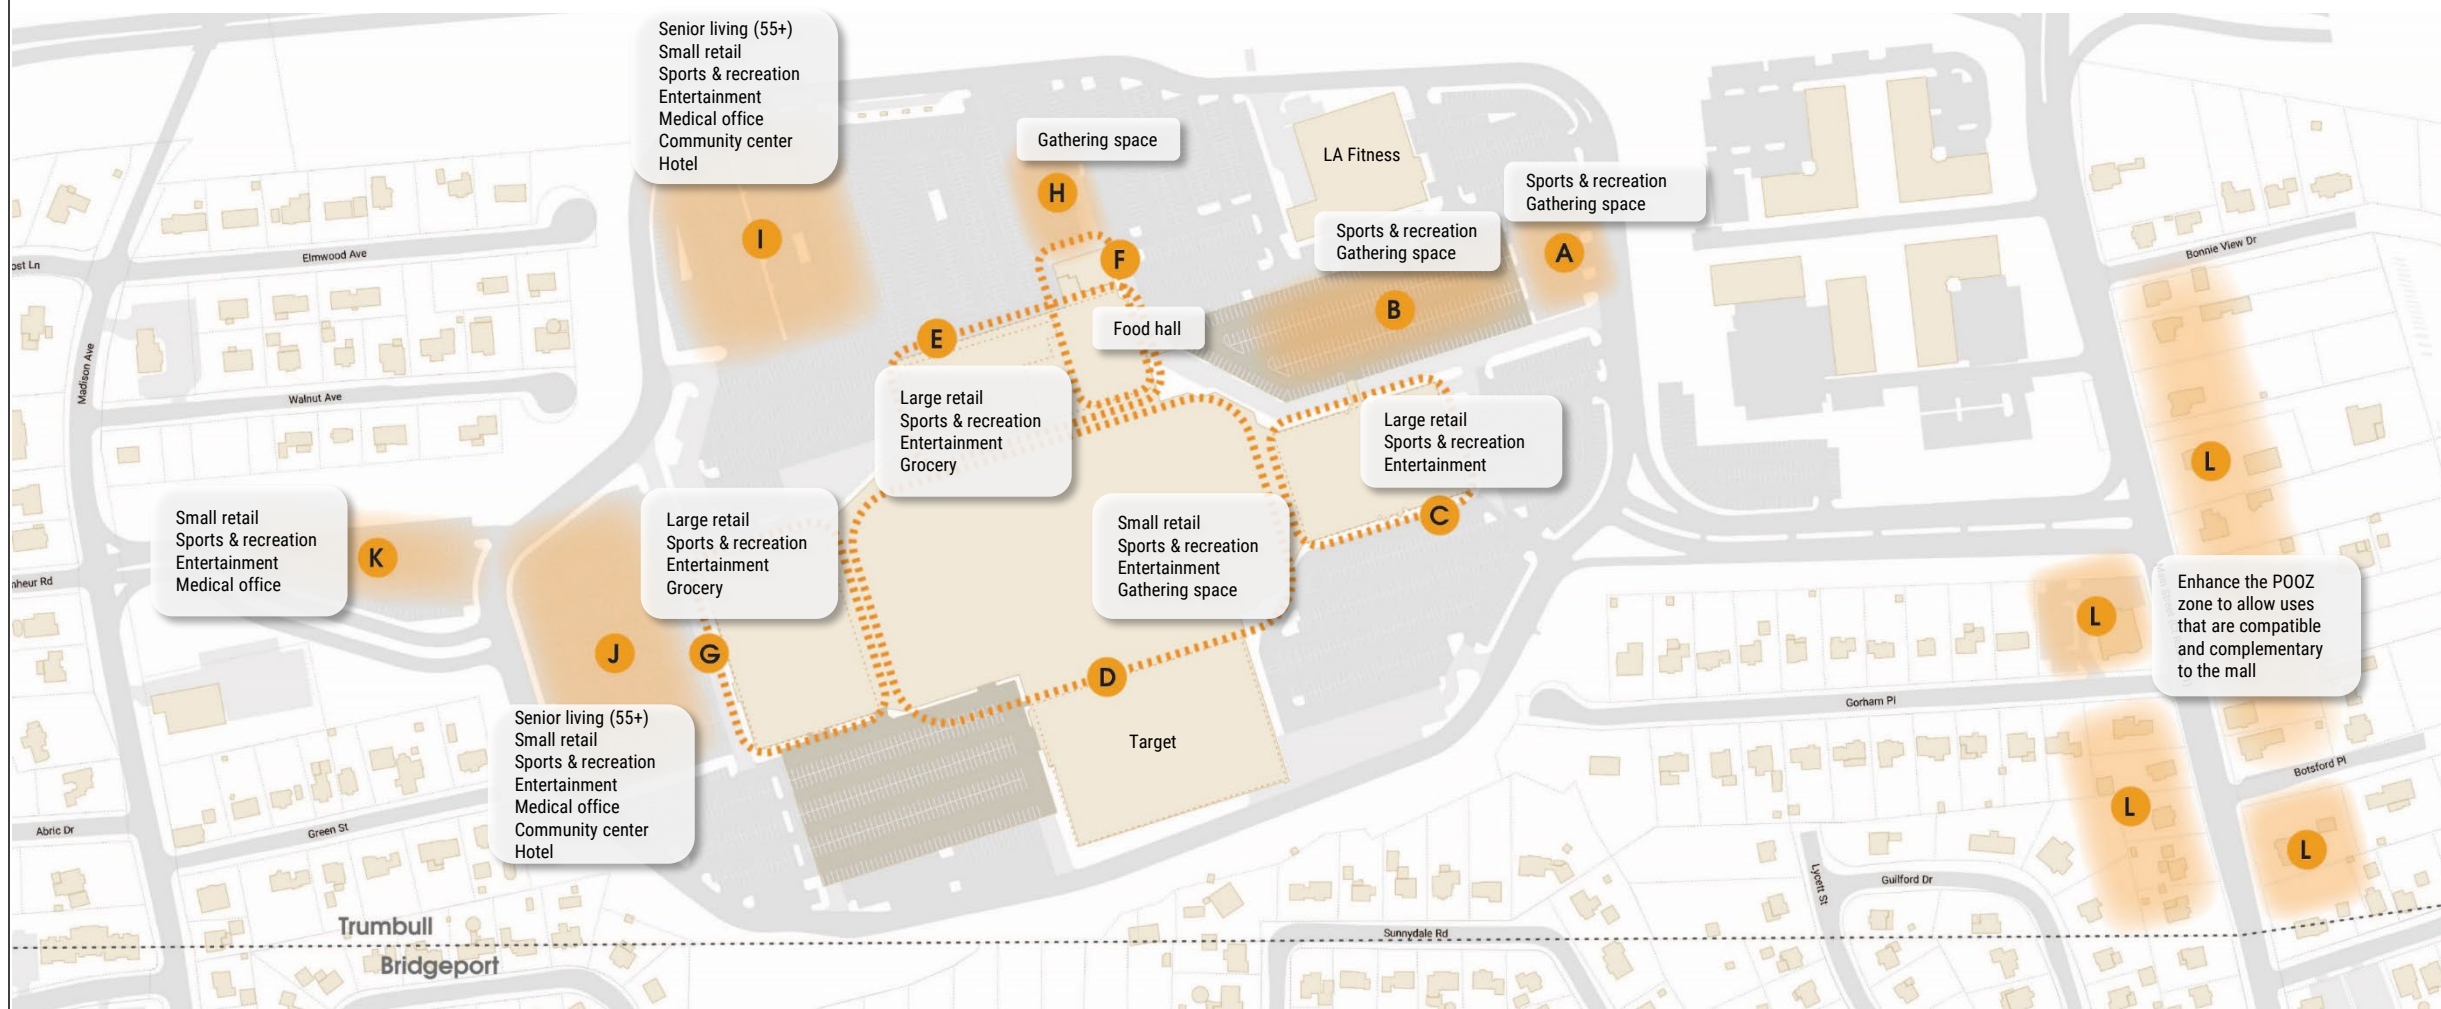 Senior living (55+)
Small retail
Sports & recreation
Entertainment
Medical office
Community center
Hotel
I
Gathering space
H
LA Fitness
Sports & recreation
Gathering space
A
Sports & recreation
Gathering space
B
F
Food hall
E
Large retail
Sports & recreation
Entertainment
Grocery
Large retail
Sports & recreation
Entertainment
C
Small retail
Sports & recreation
Entertainment
Gathering space
D
Target
Large retail
Sports & recreation
Entertainment
Grocery
G
Small retail
Sports & recreation
Entertainment
Medical office
K
J
Senior living (55+)
Small retail
Sports & recreation
Entertainment
Medical office
Community center
Hotel
L
L
Enhance the POOZ
zone to allow uses
that are compatible
and complementary
to the mall
L
L
Elmwood Ave
Walnut Ave
Madison Ave
Abric Dr
Green St
Bonnie View Dr
Gorham Pl
Botsford Pl
Lycett St
Guilford Dr
Sunnydale Rd
Trumbull
Bridgeport
Ln
Rd